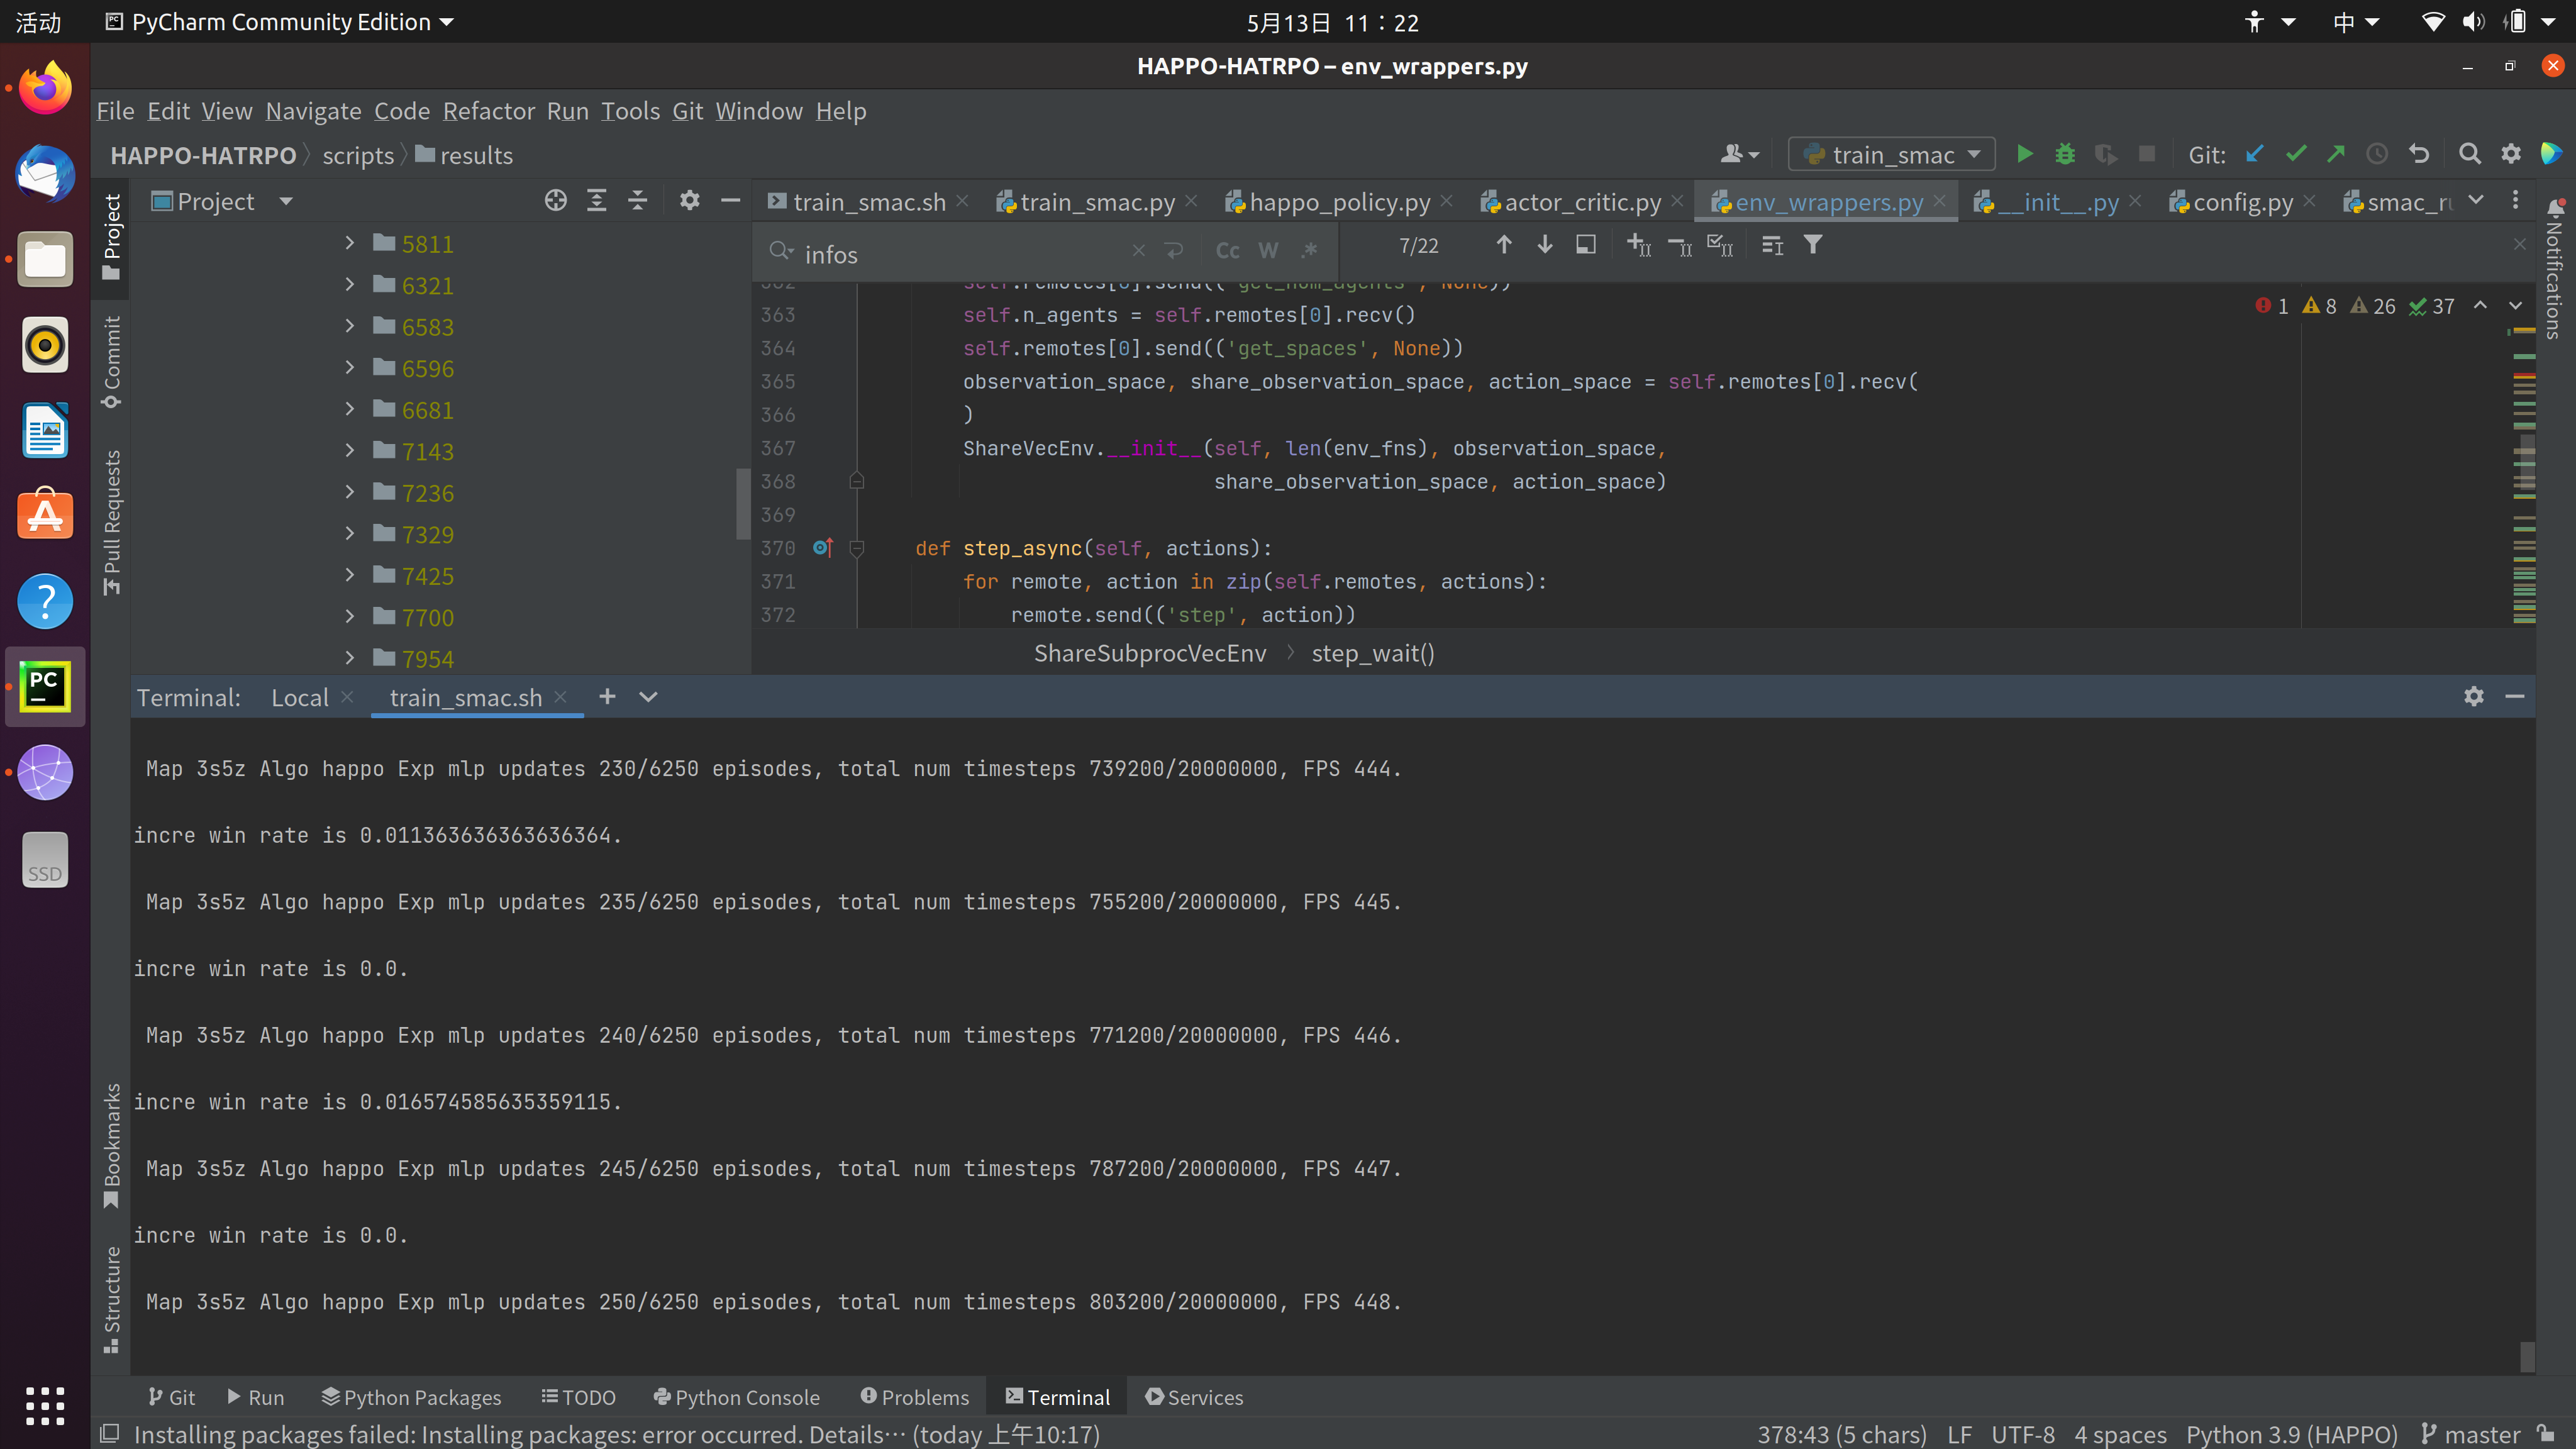 活动
PyCharm Community Edition
5月13日 11：22
中
HAPPO-HATRPO – env_wrappers.py
File Edit View Navigate Code Refactor Run Tools Git Window Help
HAPPO-HATRPO scripts results
train_smac
Git:
Project
train_smac.sh
train_smac.py
happo_policy.py
actor_critic.py
env_wrappers.py
__init__.py
config.py
infos
Cc W .*
7/22
1 8 26 37
5811
6321
6583
6596
6681
7143
7236
7329
7425
7700
7954
363 self.n_agents = self.remotes[0].recv()
364 self.remotes[0].send(('get_spaces', None))
365 observation_space, share_observation_space, action_space = self.remotes[0].recv(
366 )
367 ShareVecEnv.__init__(self, len(env_fns), observation_space,
368 share_observation_space, action_space)
369
370 def step_async(self, actions):
371 for remote, action in zip(self.remotes, actions):
372 remote.send(('step', action))
ShareSubprocVecEnv step_wait()
Project
Commit
Pull Requests
Bookmarks
Structure
Notifications
SSD
PC
Terminal: Local train_smac.sh
Map 3s5z Algo happo Exp mlp updates 230/6250 episodes, total num timesteps 739200/20000000, FPS 444.
incre win rate is 0.011363636363636364.
Map 3s5z Algo happo Exp mlp updates 235/6250 episodes, total num timesteps 755200/20000000, FPS 445.
incre win rate is 0.0.
Map 3s5z Algo happo Exp mlp updates 240/6250 episodes, total num timesteps 771200/20000000, FPS 446.
incre win rate is 0.016574585635359115.
Map 3s5z Algo happo Exp mlp updates 245/6250 episodes, total num timesteps 787200/20000000, FPS 447.
incre win rate is 0.0.
Map 3s5z Algo happo Exp mlp updates 250/6250 episodes, total num timesteps 803200/20000000, FPS 448.
Git Run Python Packages TODO Python Console Problems Terminal Services
Installing packages failed: Installing packages: error occurred. Details… (today 上午10:17)
378:43 (5 chars) LF UTF-8 4 spaces Python 3.9 (HAPPO) master